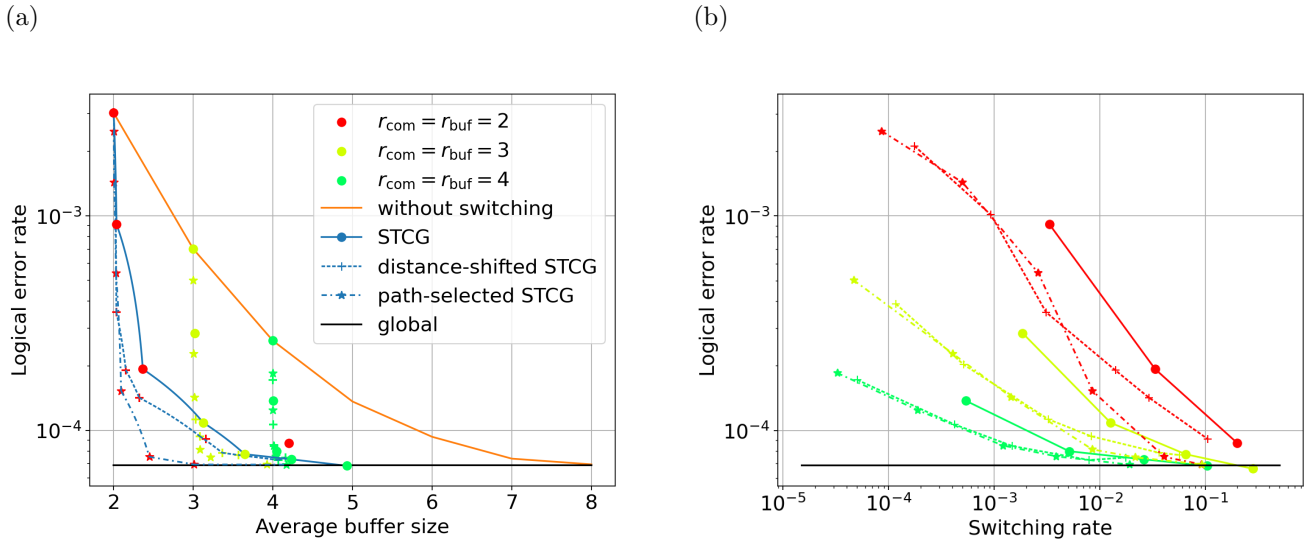 (a)
Logical error rate
10⁻³
10⁻⁴
2 3 4 5 6 7 8
Average buffer size
r_com = r_buf = 2
r_com = r_buf = 3
r_com = r_buf = 4
without switching
STCG
distance-shifted STCG
path-selected STCG
global
(b)
Logical error rate
10⁻³
10⁻⁴
10⁻⁵ 10⁻⁴ 10⁻³ 10⁻² 10⁻¹
Switching rate